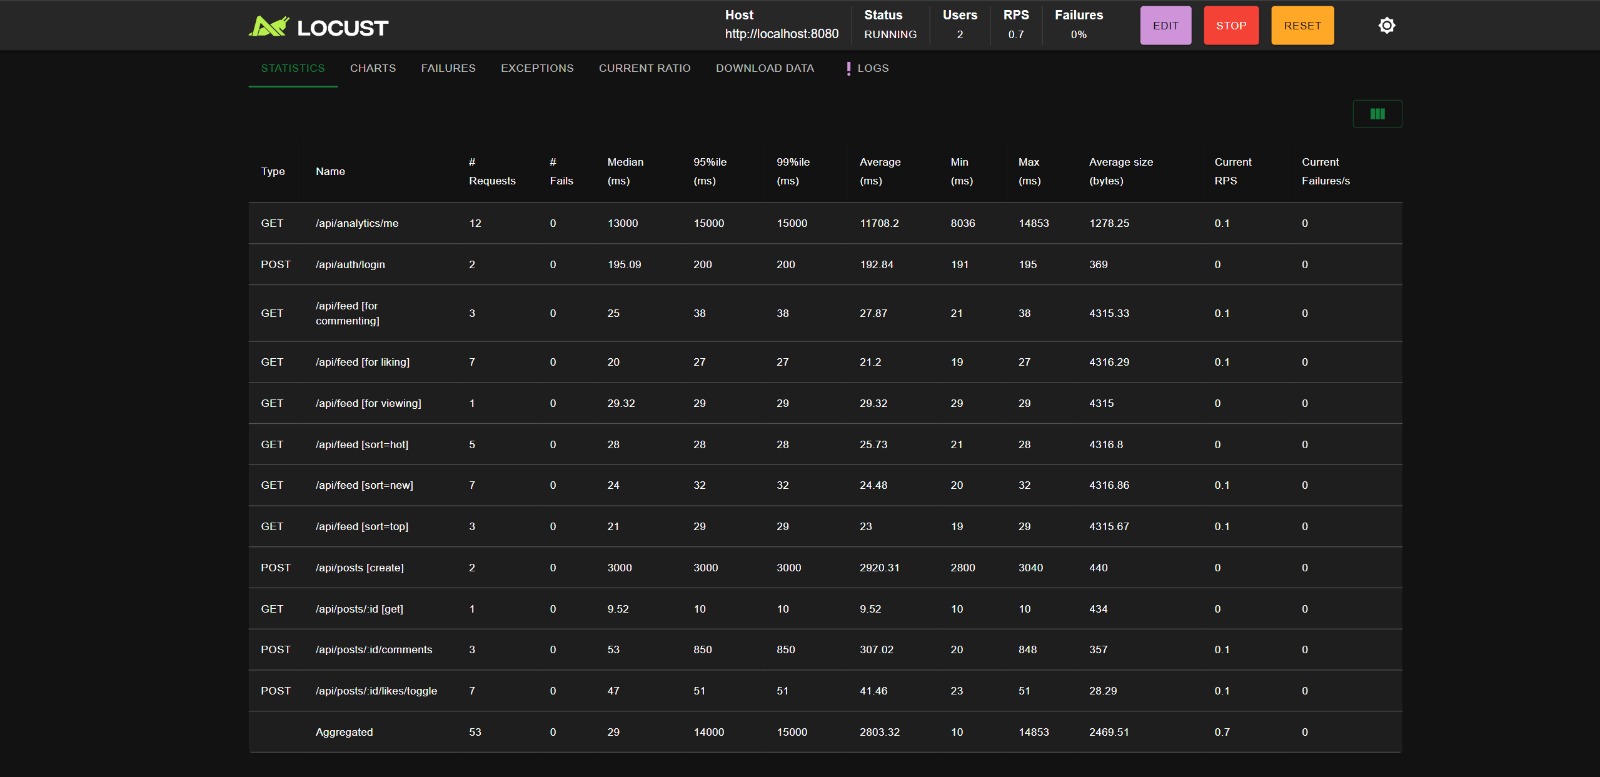 LOCUST
Host
http://localhost:8080
Status
RUNNING
Users
2
RPS
0.7
Failures
0%
EDIT
STOP
RESET
STATISTICS CHARTS FAILURES EXCEPTIONS CURRENT RATIO DOWNLOAD DATA ! LOGS
Type Name # Requests # Fails Median (ms) 95%ile (ms) 99%ile (ms) Average (ms) Min (ms) Max (ms) Average size (bytes) Current RPS Current Failures/s
GET /api/analytics/me 12 0 13000 15000 15000 11708.2 8036 14853 1278.25 0.1 0
POST /api/auth/login 2 0 195.09 200 200 192.84 191 195 369 0 0
GET /api/feed [for commenting] 3 0 25 38 38 27.87 21 38 4315.33 0.1 0
GET /api/feed [for liking] 7 0 20 27 27 21.2 19 27 4316.29 0.1 0
GET /api/feed [for viewing] 1 0 29.32 29 29 29.32 29 29 4315 0 0
GET /api/feed [sort=hot] 5 0 28 28 28 25.73 21 28 4316.8 0 0
GET /api/feed [sort=new] 7 0 24 32 32 24.48 20 32 4316.86 0.1 0
GET /api/feed [sort=top] 3 0 21 29 29 23 19 29 4315.67 0.1 0
POST /api/posts [create] 2 0 3000 3000 3000 2920.31 2800 3040 440 0 0
GET /api/posts/:id [get] 1 0 9.52 10 10 9.52 10 10 434 0 0
POST /api/posts/:id/comments 3 0 53 850 850 307.02 20 848 357 0.1 0
POST /api/posts/:id/likes/toggle 7 0 47 51 51 41.46 23 51 28.29 0.1 0
Aggregated 53 0 29 14000 15000 2803.32 10 14853 2469.51 0.7 0